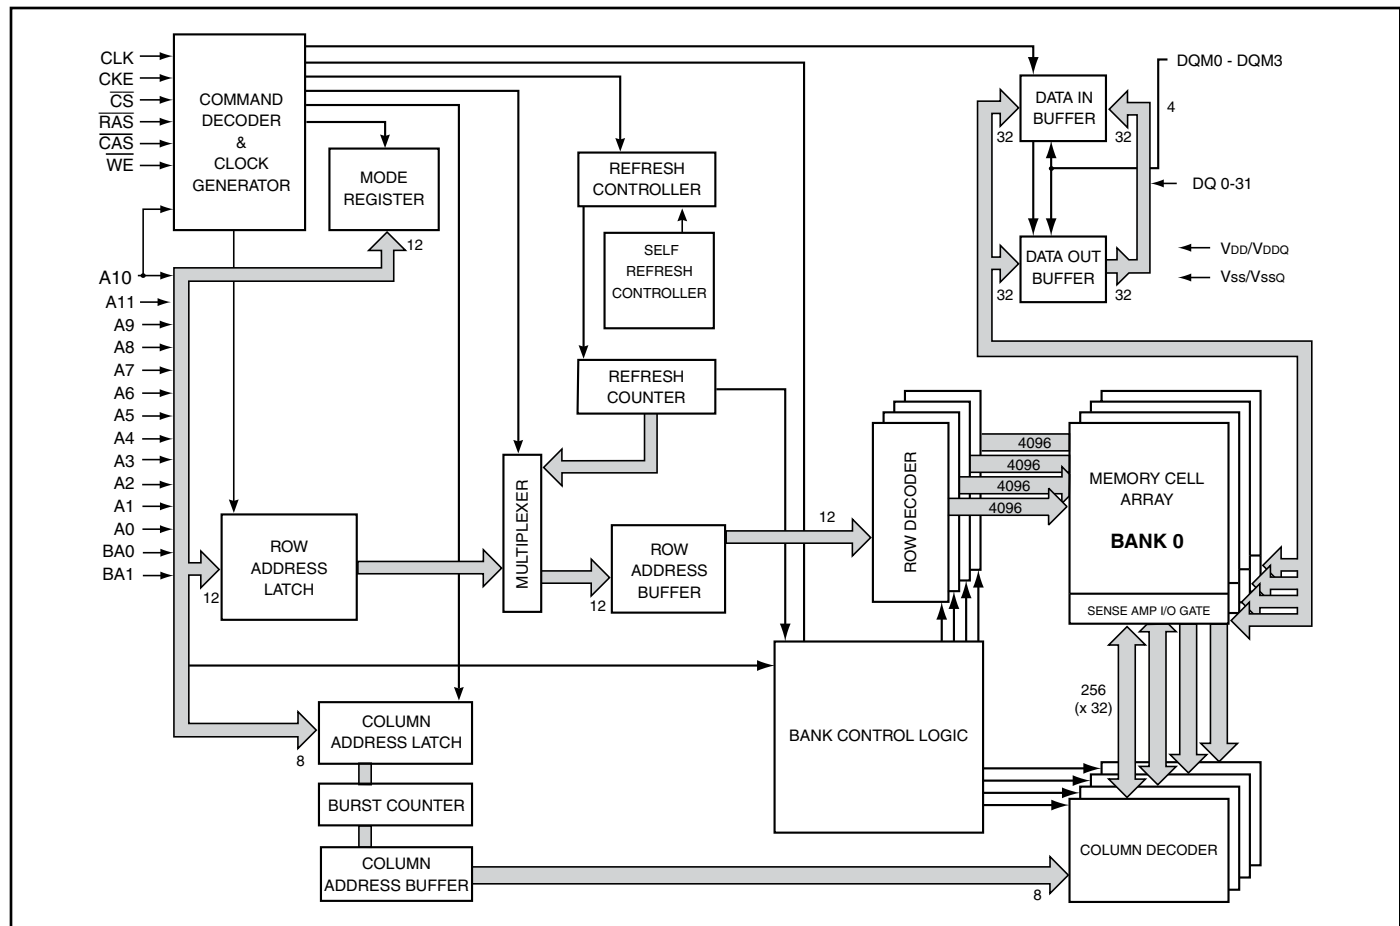 CLK
CKE
CS
RAS
CAS
WE
A10
A11
A9
A8
A7
A6
A5
A4
A3
A2
A1
A0
BA0
BA1
COMMAND
DECODER
&
CLOCK
GENERATOR
MODE
REGISTER
12
REFRESH
CONTROLLER
SELF
REFRESH
CONTROLLER
REFRESH
COUNTER
DATA IN
BUFFER
32
32
DQM0 - DQM3
4
DQ 0-31
DATA OUT
BUFFER
32
32
VDD/VDDQ
VSS/VSSQ
12
ROW
ADDRESS
LATCH
MULTIPLEXER
12
ROW
ADDRESS
BUFFER
12
ROW DECODER
4096
4096
4096
4096
MEMORY CELL
ARRAY
BANK 0
SENSE AMP I/O GATE
256
(x 32)
BANK CONTROL LOGIC
8
COLUMN
ADDRESS LATCH
BURST COUNTER
COLUMN
ADDRESS BUFFER
8
COLUMN DECODER